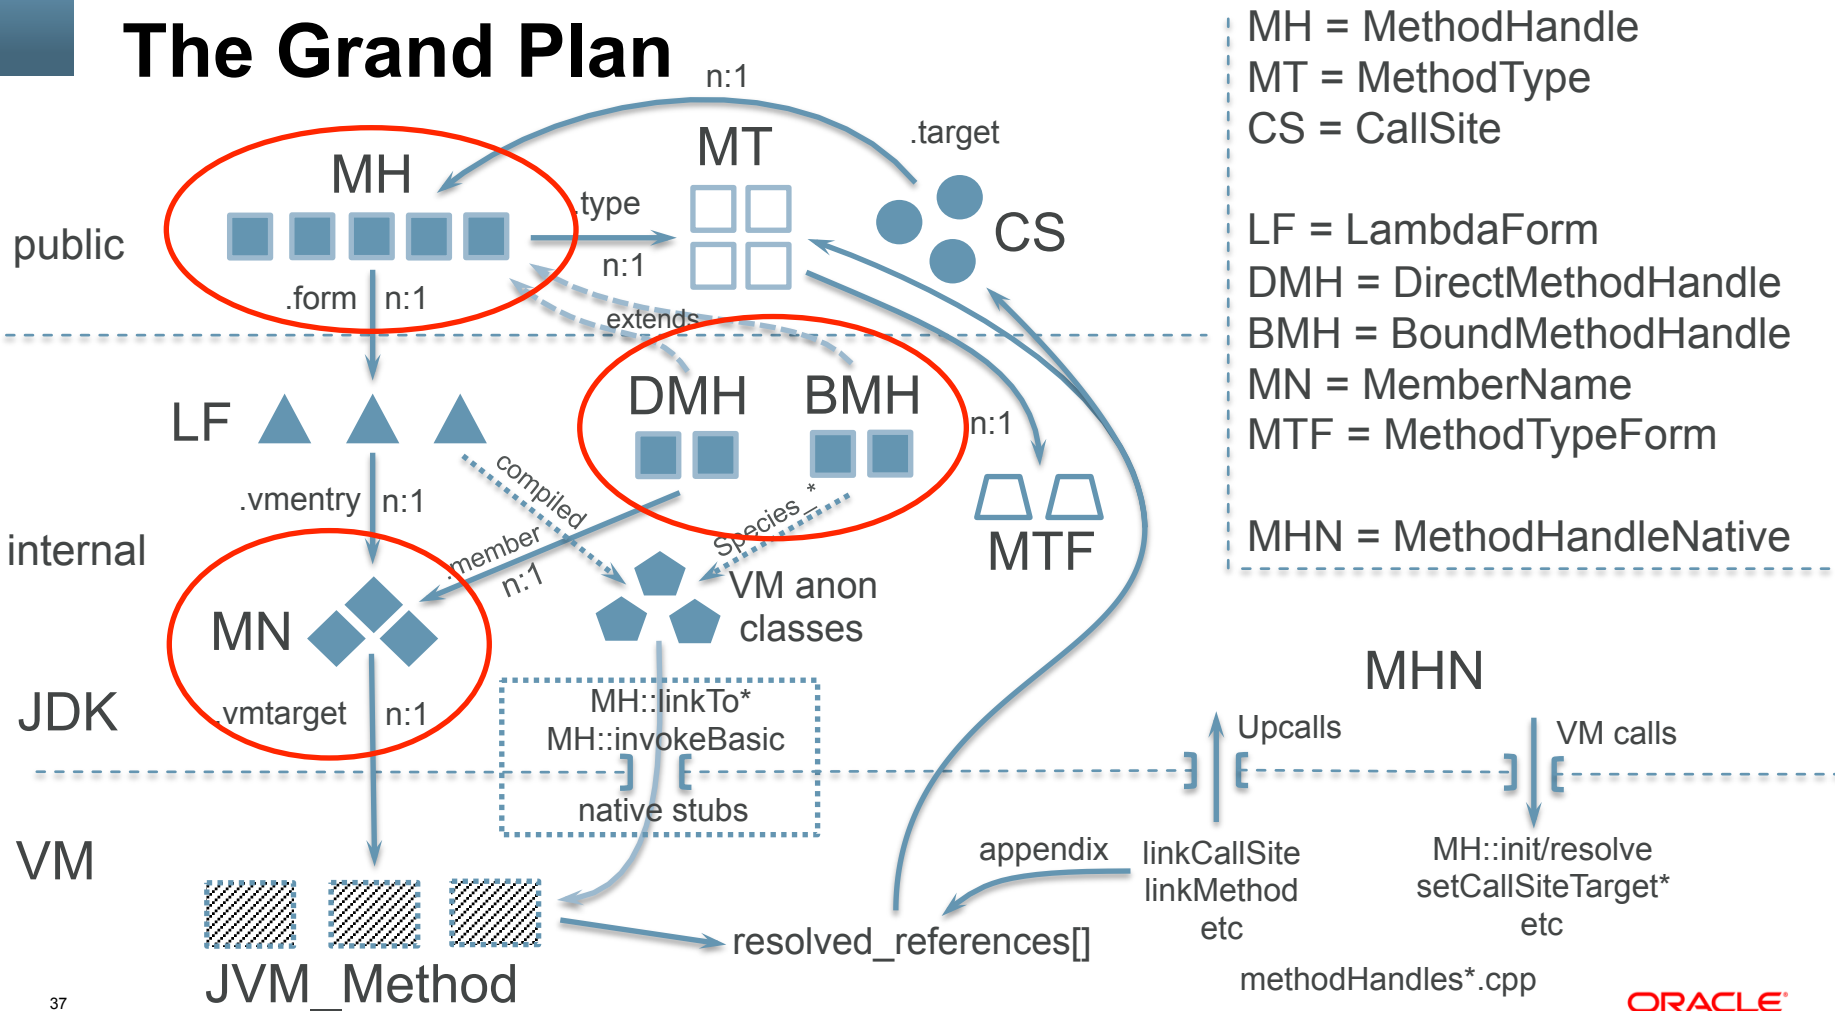 The Grand Plan
n:1
MH = MethodHandle
MT = MethodType
CS = CallSite
LF = LambdaForm
DMH = DirectMethodHandle
BMH = BoundMethodHandle
MN = MemberName
MTF = MethodTypeForm
MHN = MethodHandleNative
MH
MT
.target
CS
public
.type
n:1
.form
n:1
extends
LF
DMH
BMH
n:1
.vmentry
n:1
compiled
Species_*
MTF
internal
.member
n:1
VM anon
classes
MN
JDK
.vmtarget
n:1
MH::linkTo*
MH::invokeBasic
native stubs
MHN
Upcalls
VM calls
VM
appendix
linkCallSite
linkMethod
etc
MH::init/resolve
setCallSiteTarget*
etc
resolved_references[]
JVM_Method
methodHandles*.cpp
37
ORACLE